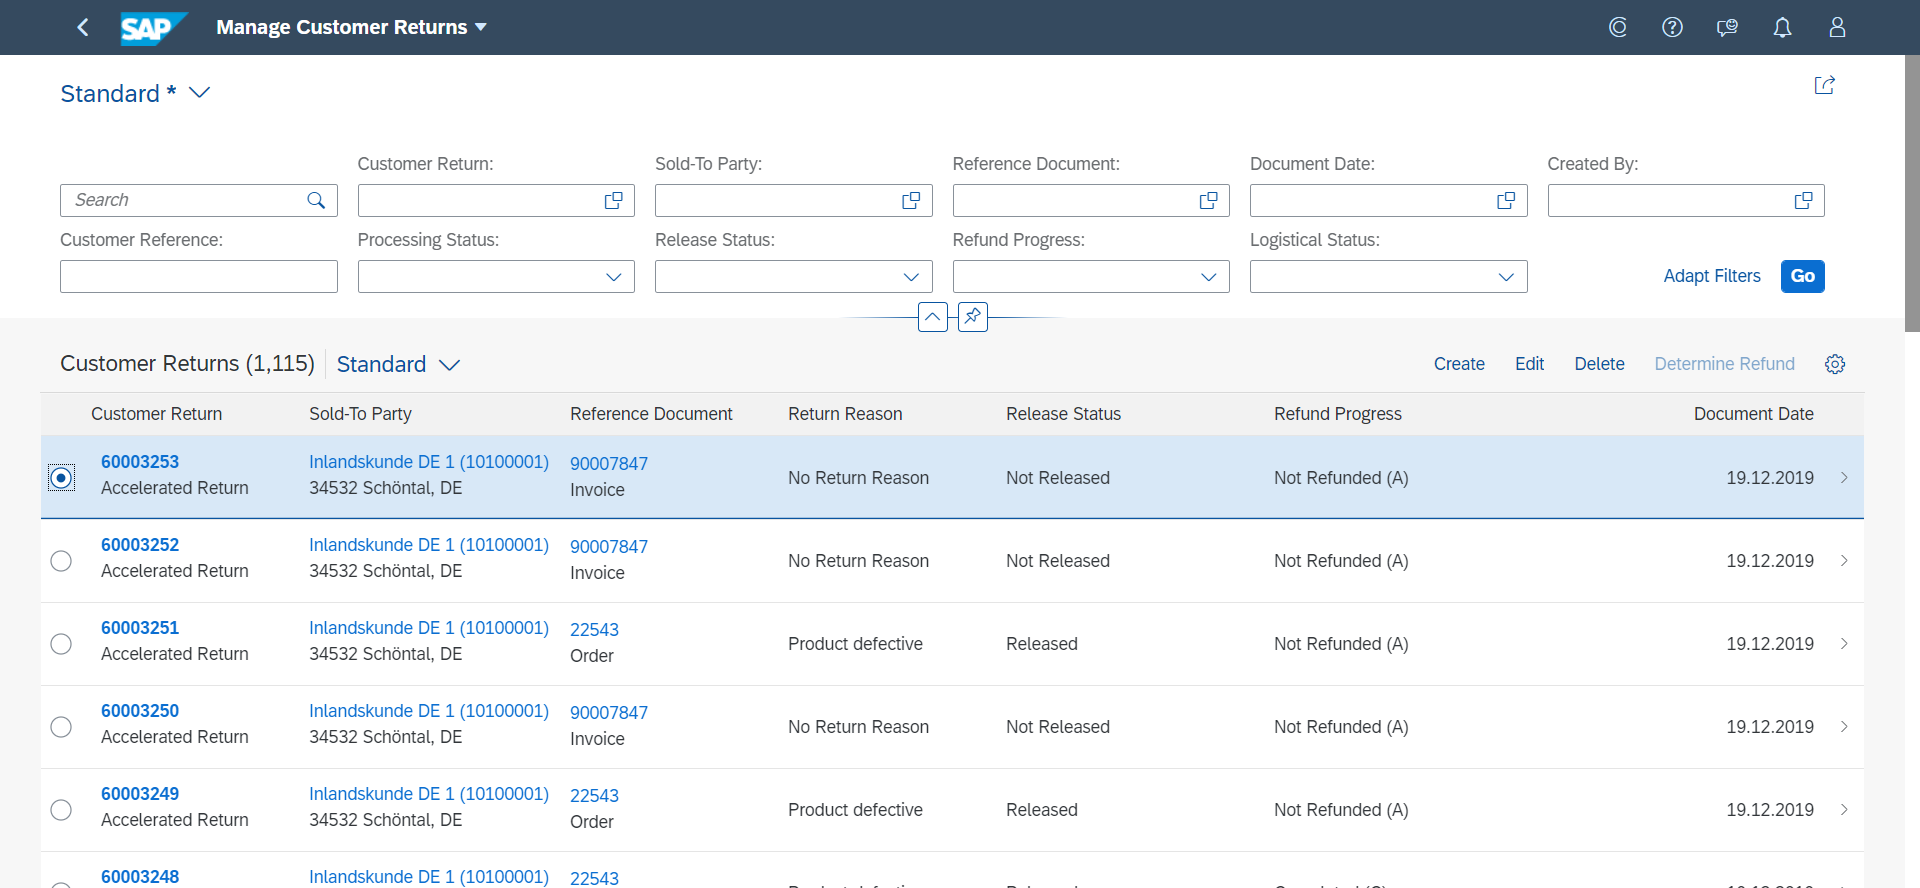 SAP Manage Customer Returns
Standard *
Customer Return: Sold-To Party: Reference Document: Document Date: Created By:
Search
Customer Reference: Processing Status: Release Status: Refund Progress: Logistical Status:
Adapt Filters Go
Customer Returns (1,115) Standard Create Edit Delete Determine Refund
Customer Return Sold-To Party Reference Document Return Reason Release Status Refund Progress Document Date
60003253 Inlandskunde DE 1 (10100001) 90007847
No Return Reason Not Released Not Refunded (A) 19.12.2019
Accelerated Return 34532 Schöntal, DE Invoice
60003252 Inlandskunde DE 1 (10100001) 90007847
No Return Reason Not Released Not Refunded (A) 19.12.2019
Accelerated Return 34532 Schöntal, DE Invoice
60003251 Inlandskunde DE 1 (10100001) 22543
Product defective Released Not Refunded (A) 19.12.2019
Accelerated Return 34532 Schöntal, DE Order
60003250 Inlandskunde DE 1 (10100001) 90007847
No Return Reason Not Released Not Refunded (A) 19.12.2019
Accelerated Return 34532 Schöntal, DE Invoice
60003249 Inlandskunde DE 1 (10100001) 22543
Product defective Released Not Refunded (A) 19.12.2019
Accelerated Return 34532 Schöntal, DE Order
60003248 Inlandskunde DE 1 (10100001) 22543